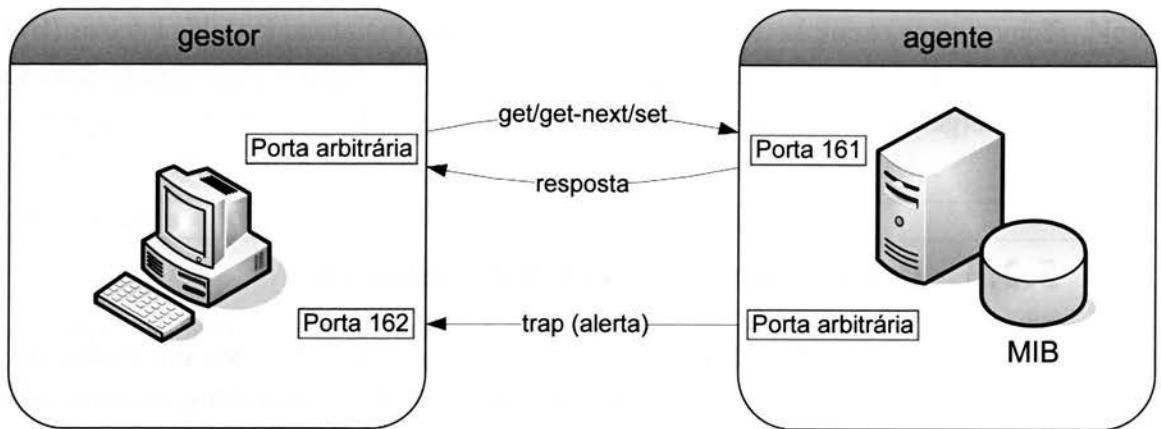 gestor
agente
get/get-next/set
Porta arbitrária
Porta 161
resposta
Porta 162
trap (alerta)
Porta arbitrária
MIB